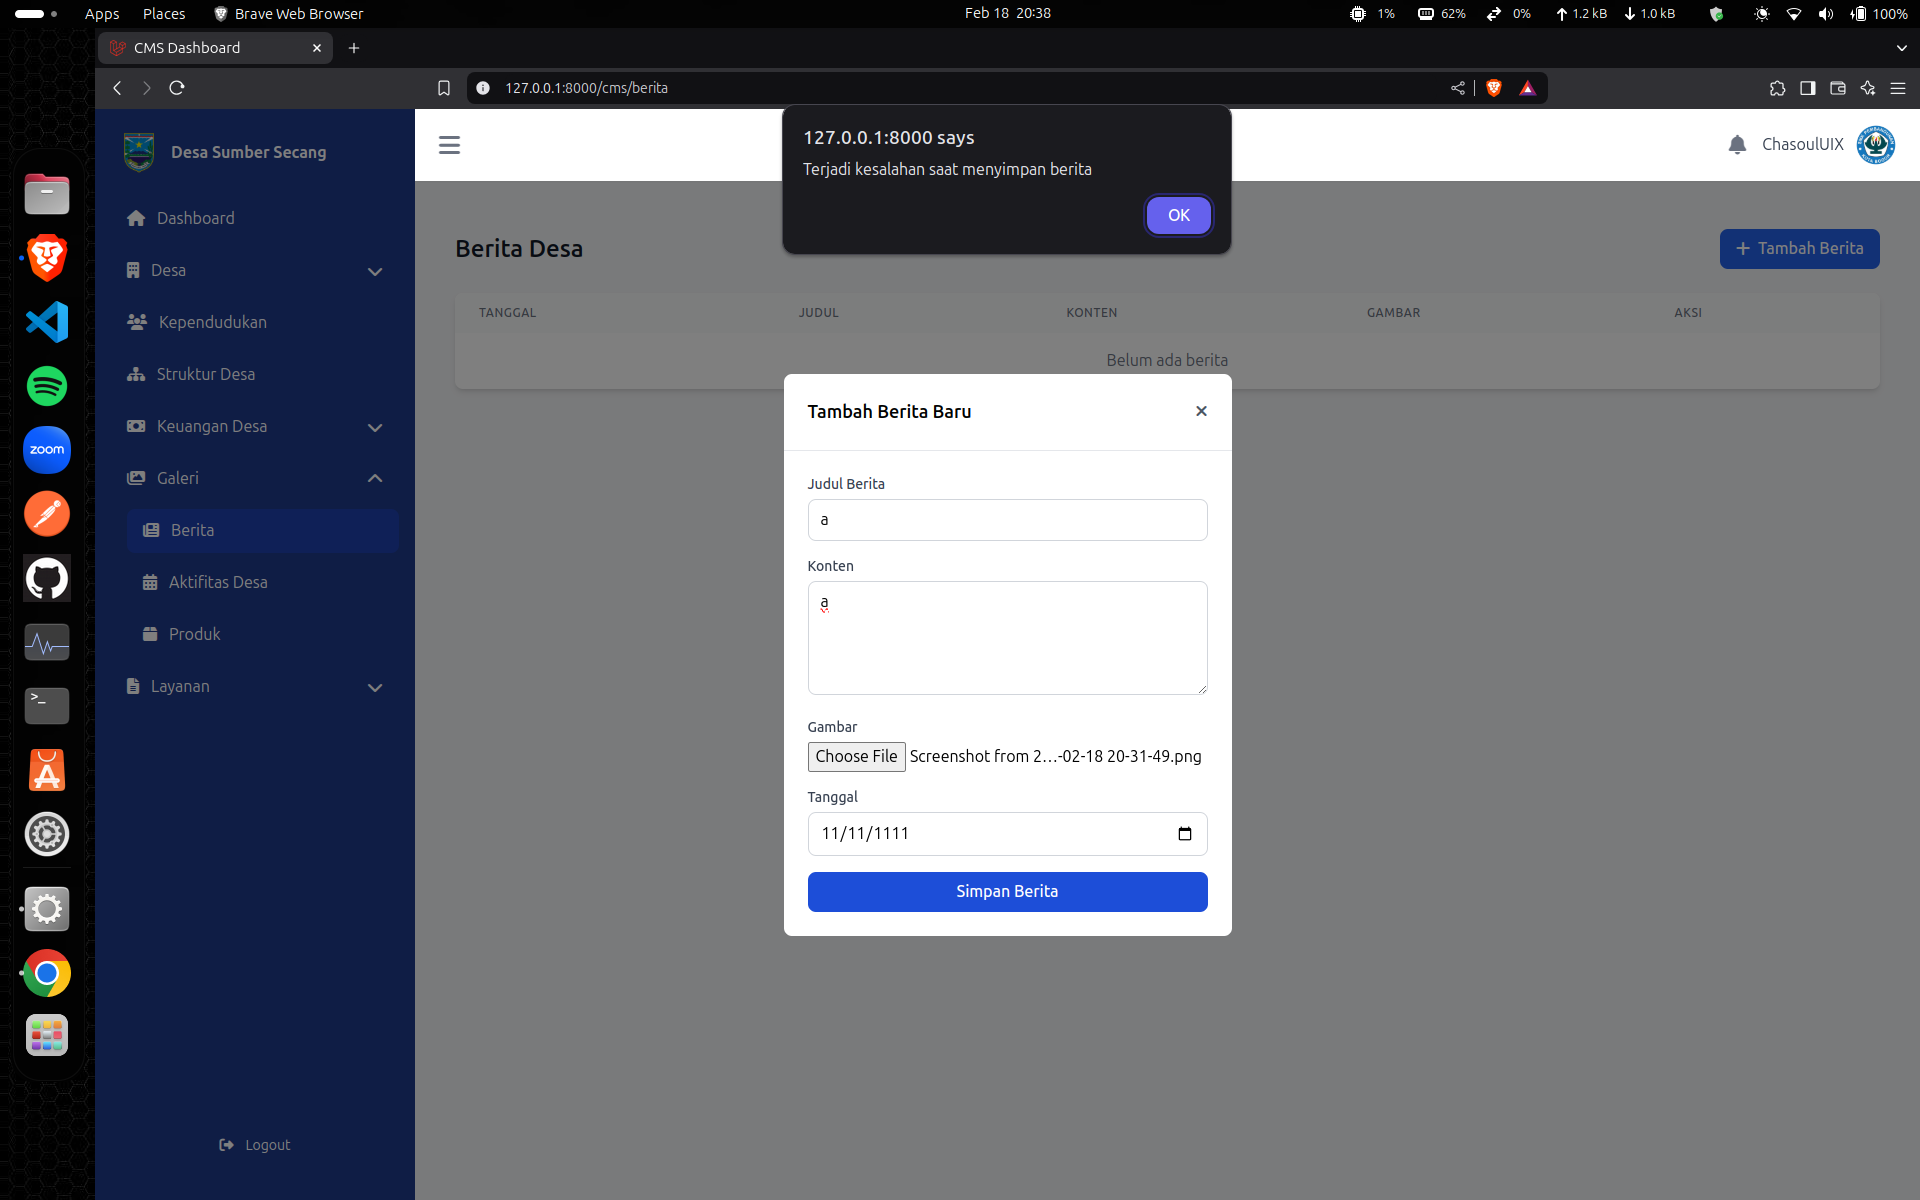 Apps Places Brave Web Browser Feb 18 20:38 1% 62% 0% 1.2 kB 1.0 kB 100%
CMS Dashboard
127.0.0.1:8000/cms/berita
Desa Sumber Secang
Dashboard
Desa
Kependudukan
Struktur Desa
Keuangan Desa
Galeri
Berita
Aktifitas Desa
Produk
Layanan
Logout
zoom
ChasoulUIX
127.0.0.1:8000 says
Terjadi kesalahan saat menyimpan berita
OK
Berita Desa
Tambah Berita
TANGGAL JUDUL KONTEN GAMBAR AKSI
Belum ada berita
Tambah Berita Baru
Judul Berita
a
Konten
a
Gambar
Choose File Screenshot from 2...-02-18 20-31-49.png
Tanggal
11/11/1111
Simpan Berita